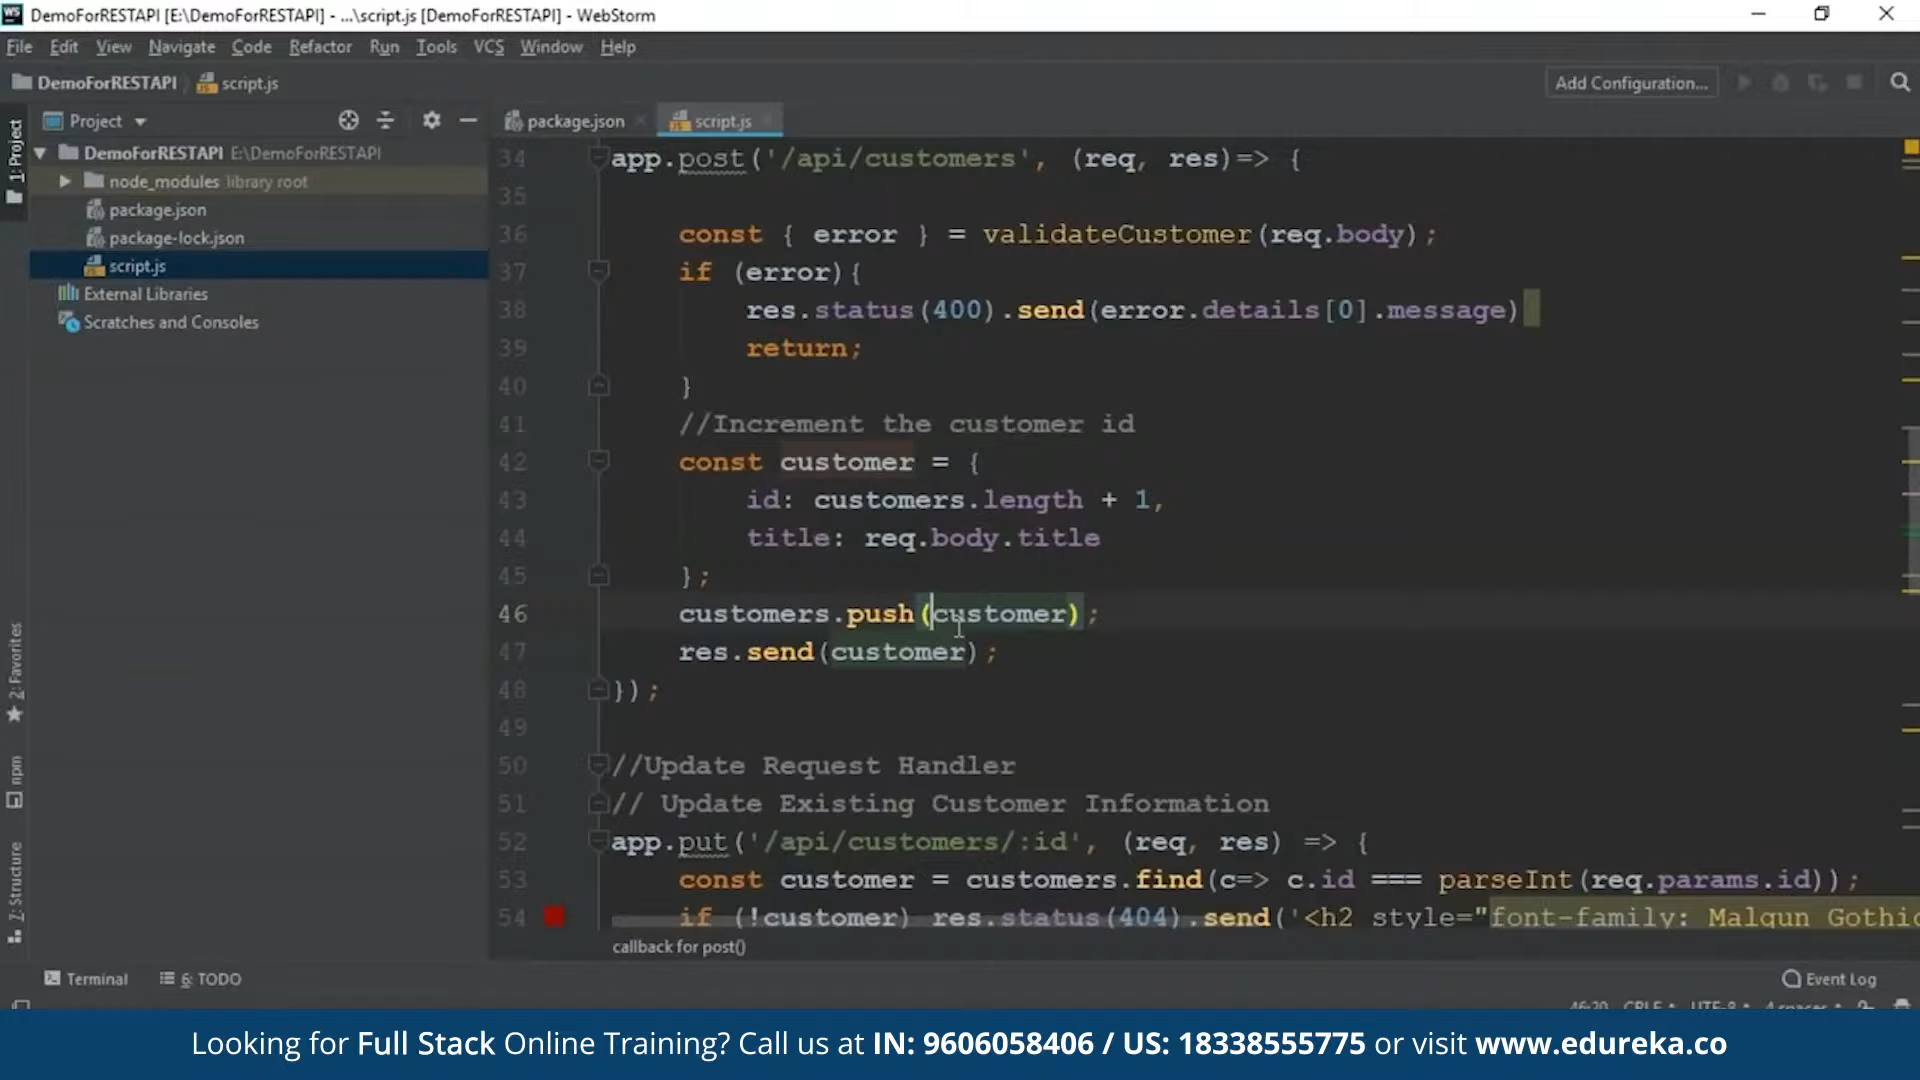 DemoForRESTAPI [E:\DemoForRESTAPI] - ...\script.js [DemoForRESTAPI] - WebStorm
File Edit View Navigate Code Refactor Run Tools VCS Window Help
DemoForRESTAPI script.js
Add Configuration...
1: Project
Project
package.json script.js
DemoForRESTAPI E:\DemoForRESTAPI
node_modules library root
package.json
package-lock.json
script.js
External Libraries
Scratches and Consoles
34 app.post('/api/customers', (req, res)=> {
35
36 const { error } = validateCustomer(req.body);
37 if (error){
38 res.status(400).send(error.details[0].message)
39 return;
40 }
41 //Increment the customer id
42 const customer = {
43 id: customers.length + 1,
44 title: req.body.title
45 };
46 customers.push(customer);
47 res.send(customer);
48 });
49
50 //Update Request Handler
51 // Update Existing Customer Information
52 app.put('/api/customers/:id', (req, res) => {
53 const customer = customers.find(c=> c.id === parseInt(req.params.id));
54 if (!customer) res.status(404).send('<h2 style="font-family: Malgun Gothic
callback for post()
2: Favorites
npm
7: Structure
Terminal 6: TODO
Event Log
Looking for Full Stack Online Training? Call us at IN: 9606058406 / US: 18338555775 or visit www.edureka.co